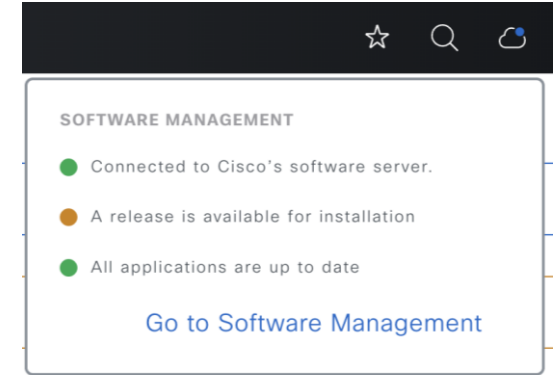 SOFTWARE MANAGEMENT
Connected to Cisco's software server.
A release is available for installation
All applications are up to date
Go to Software Management